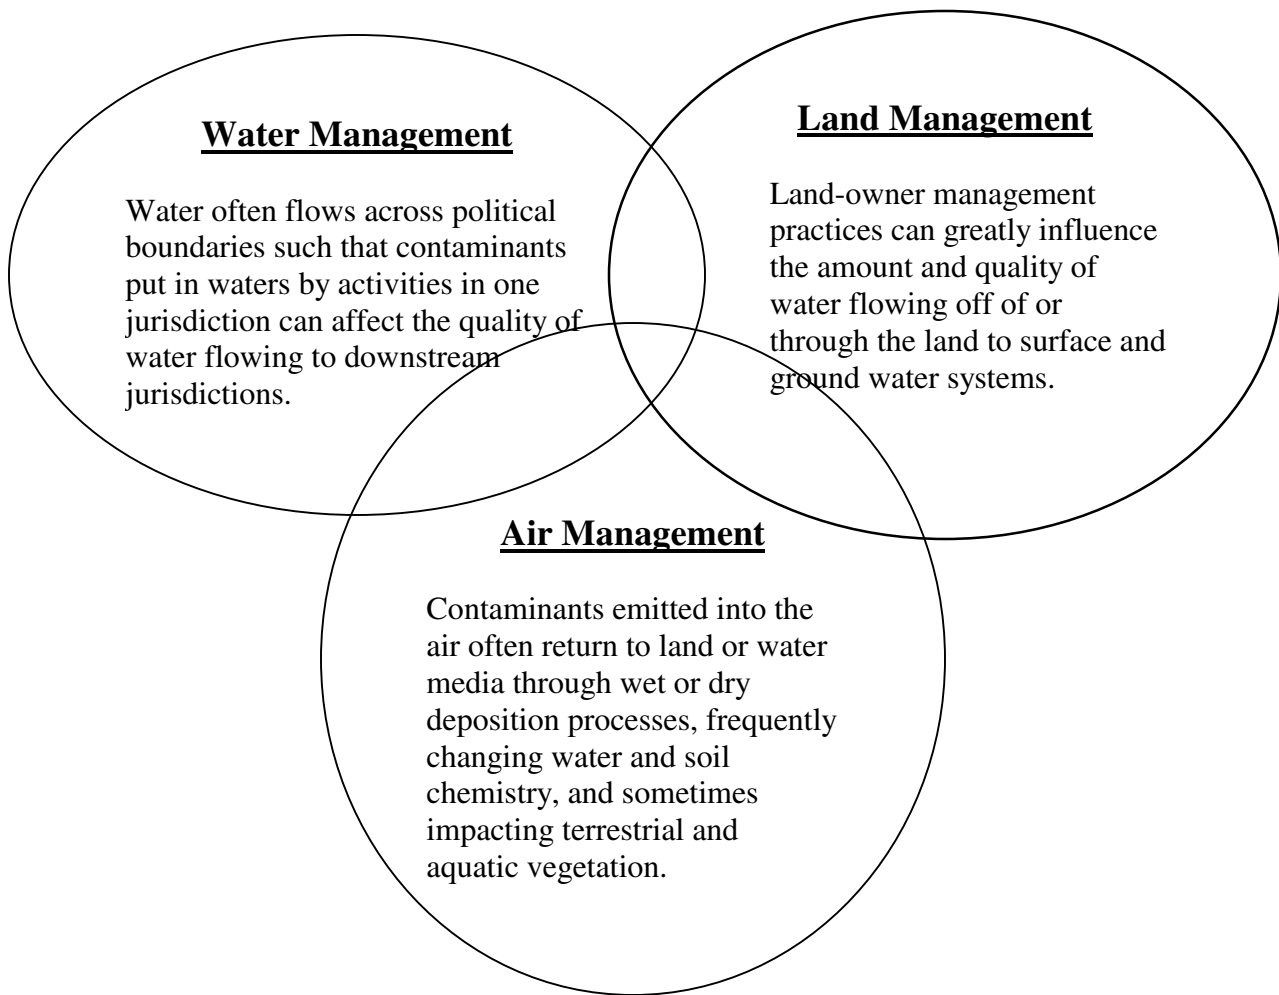 Water Management
Water often flows across political
boundaries such that contaminants
put in waters by activities in one
jurisdiction can affect the quality of
water flowing to downstream
jurisdictions.
Land Management
Land-owner management
practices can greatly influence
the amount and quality of
water flowing off of or
through the land to surface and
ground water systems.
Air Management
Contaminants emitted into the
air often return to land or water
media through wet or dry
deposition processes, frequently
changing water and soil
chemistry, and sometimes
impacting terrestrial and
aquatic vegetation.